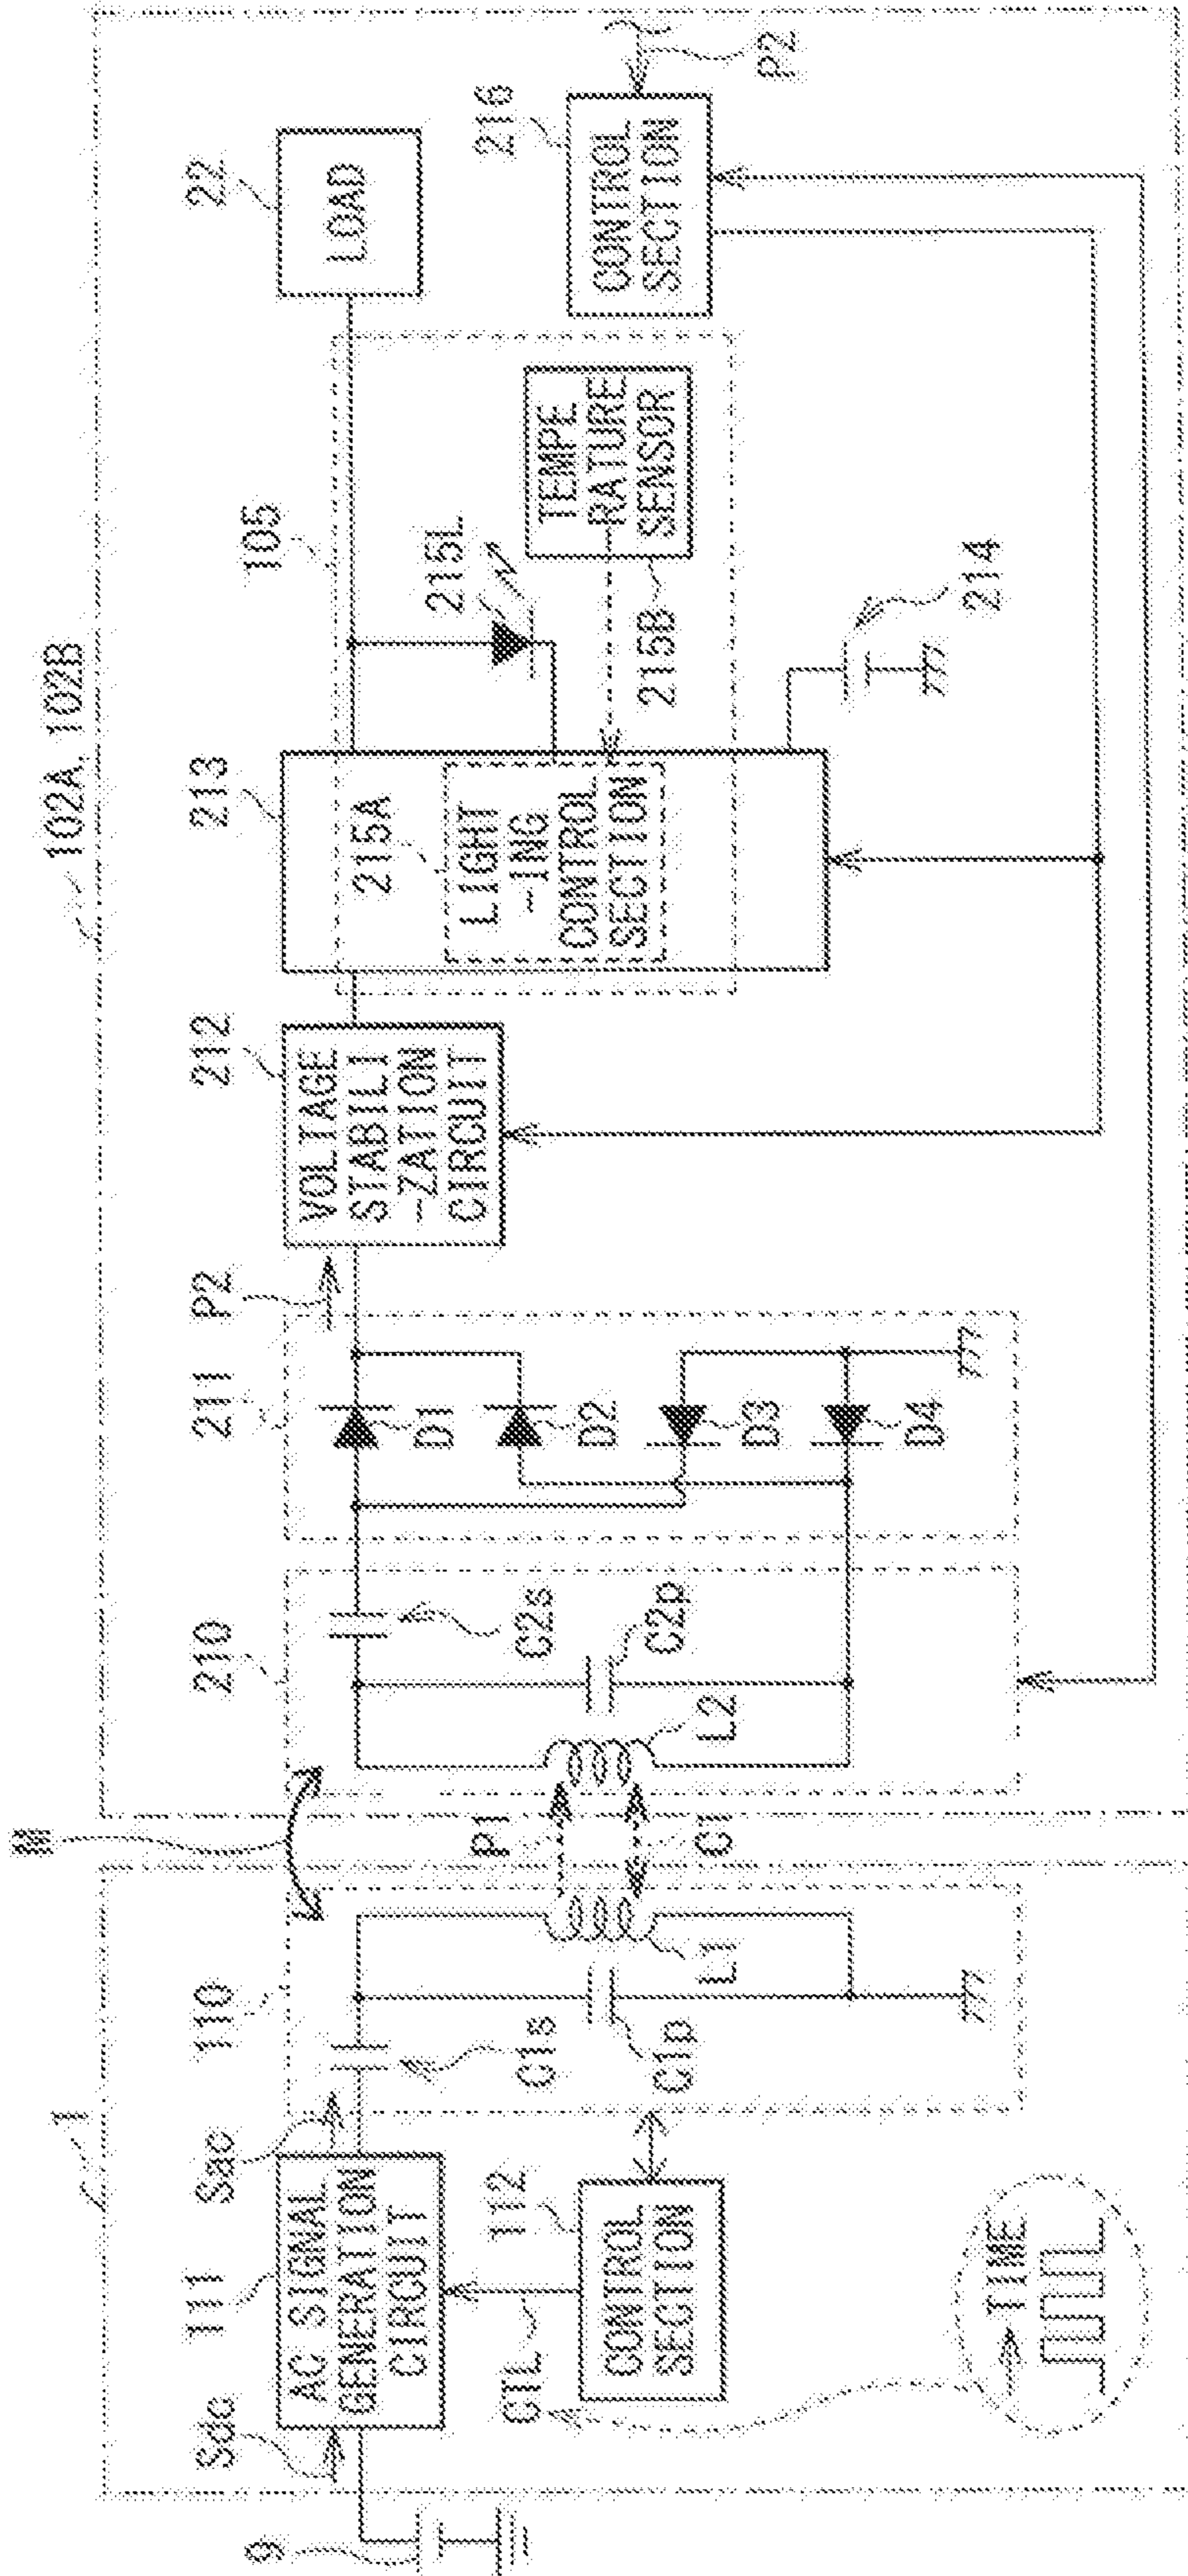 102A, 102B
1
M
9
Sdc
111
AC SIGNAL
GENERATION
CIRCUIT
Sac
CTL
112
CONTROL
SECTION
TIME
110
C1s
C1p
L1
P1
C1
210
L2
C2s
C2p
211
D1
D2
D3
D4
P2
212
VOLTAGE
STABILI
-ZATION
CIRCUIT
213
215A
LIGHT
-ING
CONTROL
SECTION
105
215L
215B
TEMPE
RATURE
SENSOR
214
22
LOAD
216
CONTROL
SECTION
P2